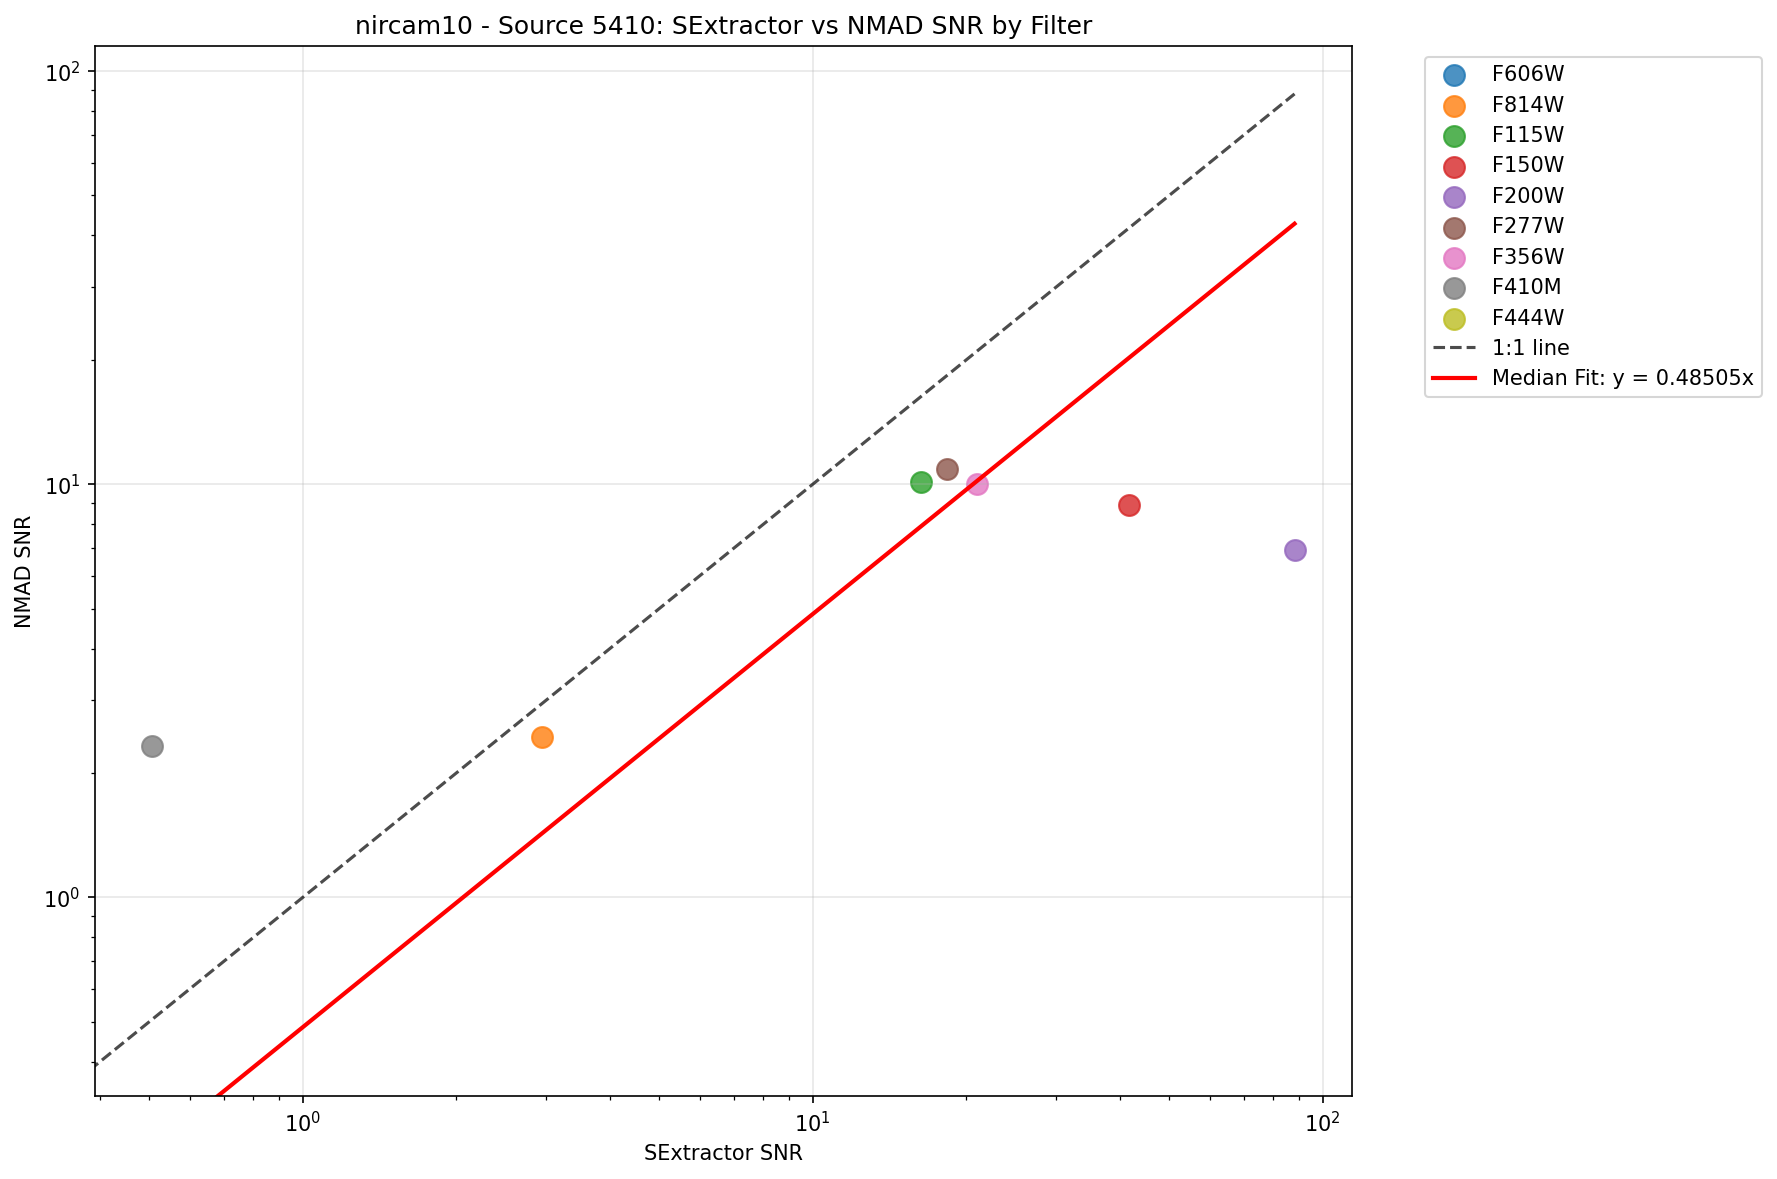 nircam10 - Source 5410: SExtractor vs NMAD SNR by Filter
10²
10¹
10⁰
NMAD SNR
10⁰
10¹
10²
SExtractor SNR
F606W
F814W
F115W
F150W
F200W
F277W
F356W
F410M
F444W
1:1 line
Median Fit: y = 0.48505x